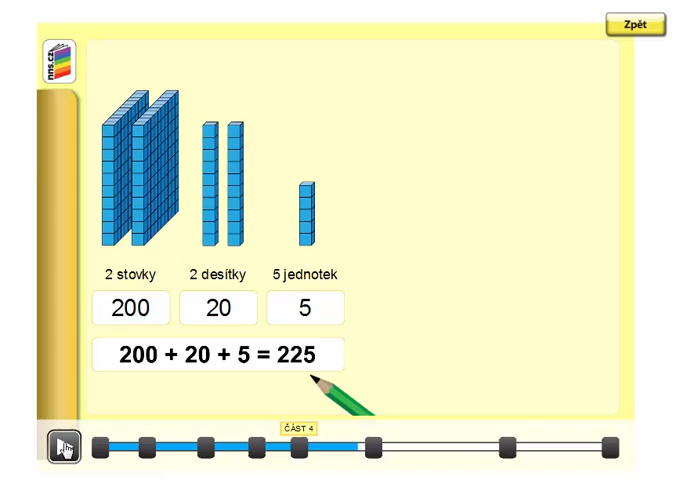 Zpět
nns.cz
2 stovky 2 desítky 5 jednotek
200 20 5
200 + 20 + 5 = 225
ČÁST 4